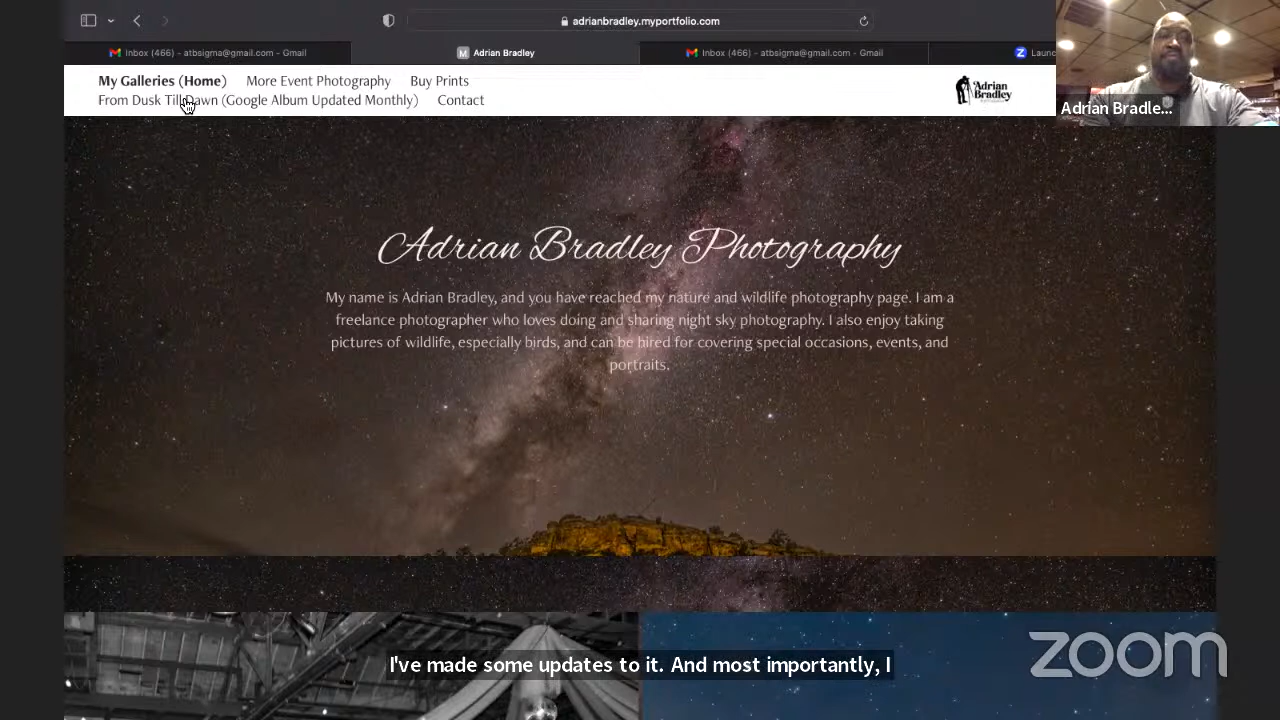 adrianbradley.myportfolio.com
Inbox (466) - atbsigma@gmail.com - Gmail
M Adrian Bradley
Inbox (466) - atbsigma@gmail.com - Gmail
Z Launc
My Galleries (Home) More Event Photography Buy Prints
From Dusk Till Dawn (Google Album Updated Monthly) Contact
Adrian
Bradley
Adrian Bradle...
Adrian Bradley Photography
My name is Adrian Bradley, and you have reached my nature and wildlife photography page. I am a
freelance photographer who loves doing and sharing night sky photography. I also enjoy taking
pictures of wildlife, especially birds, and can be hired for covering special occasions, events, and
portraits.
I've made some updates to it. And most importantly, I
zoom